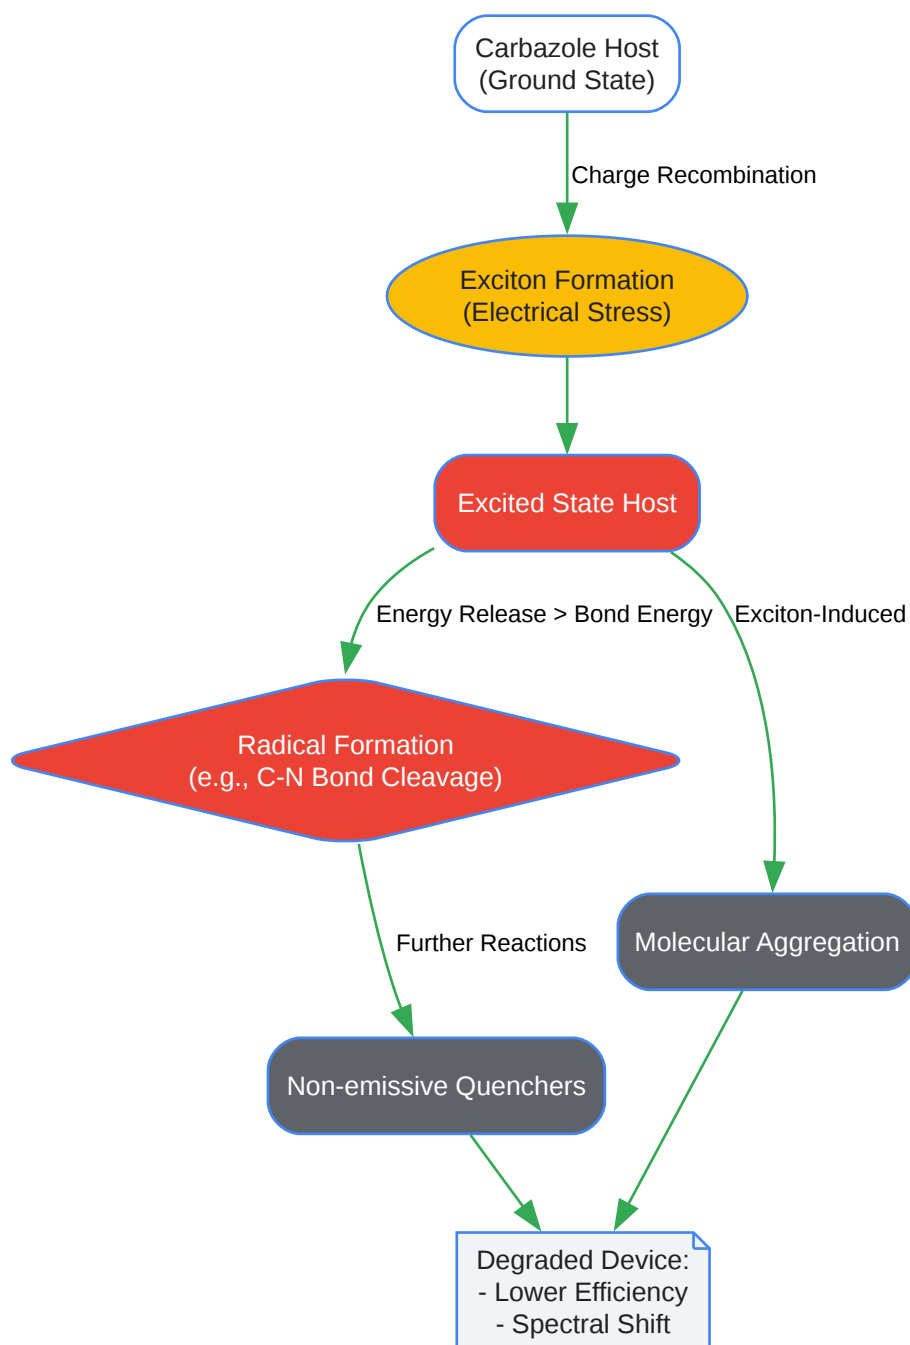 Carbazole Host
(Ground State)
Charge Recombination
Exciton Formation
(Electrical Stress)
Excited State Host
Energy Release > Bond Energy
Exciton-Induced
Radical Formation
(e.g., C-N Bond Cleavage)
Further Reactions
Molecular Aggregation
Non-emissive Quenchers
Degraded Device:
- Lower Efficiency
- Spectral Shift